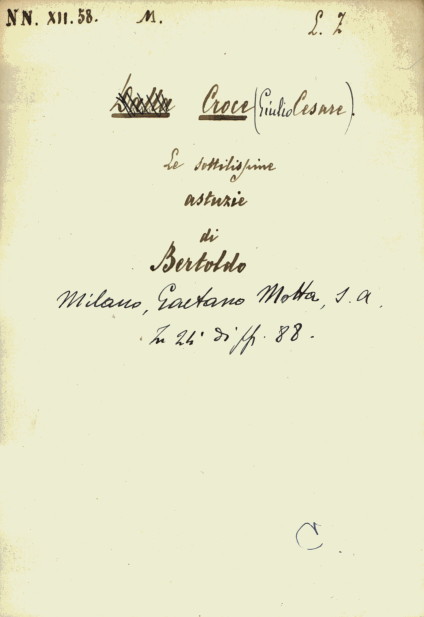 NN. XII. 58. M. L. Z
Dalla Croce (Giulio Cesare).
Le sottilissime
astuzie
di
Bertoldo
Milano, Gaetano Motta, s. a.
In 24° di pp. 88.
C.